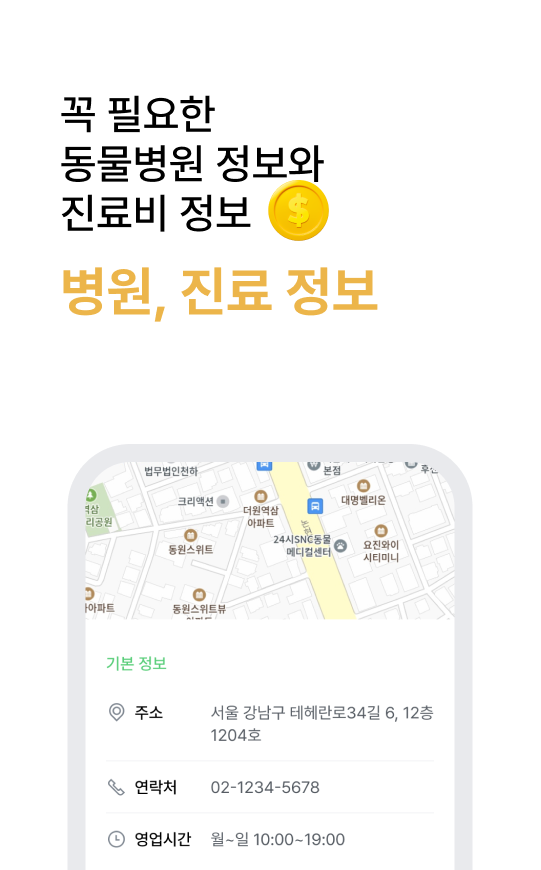 꼭 필요한
동물병원 정보와
진료비 정보
$
병원, 진료 정보
법무법인천하
본점
크리액션
더원역삼
아파트
대명벨리온
역삼
리공원
동원스위트
24시SNC동물
메디컬센터
요진와이
시티미니
아파트
동원스위트뷰
기본 정보
주소 서울 강남구 테헤란로34길 6, 12층
1204호
연락처 02-1234-5678
영업시간 월~일 10:00~19:00